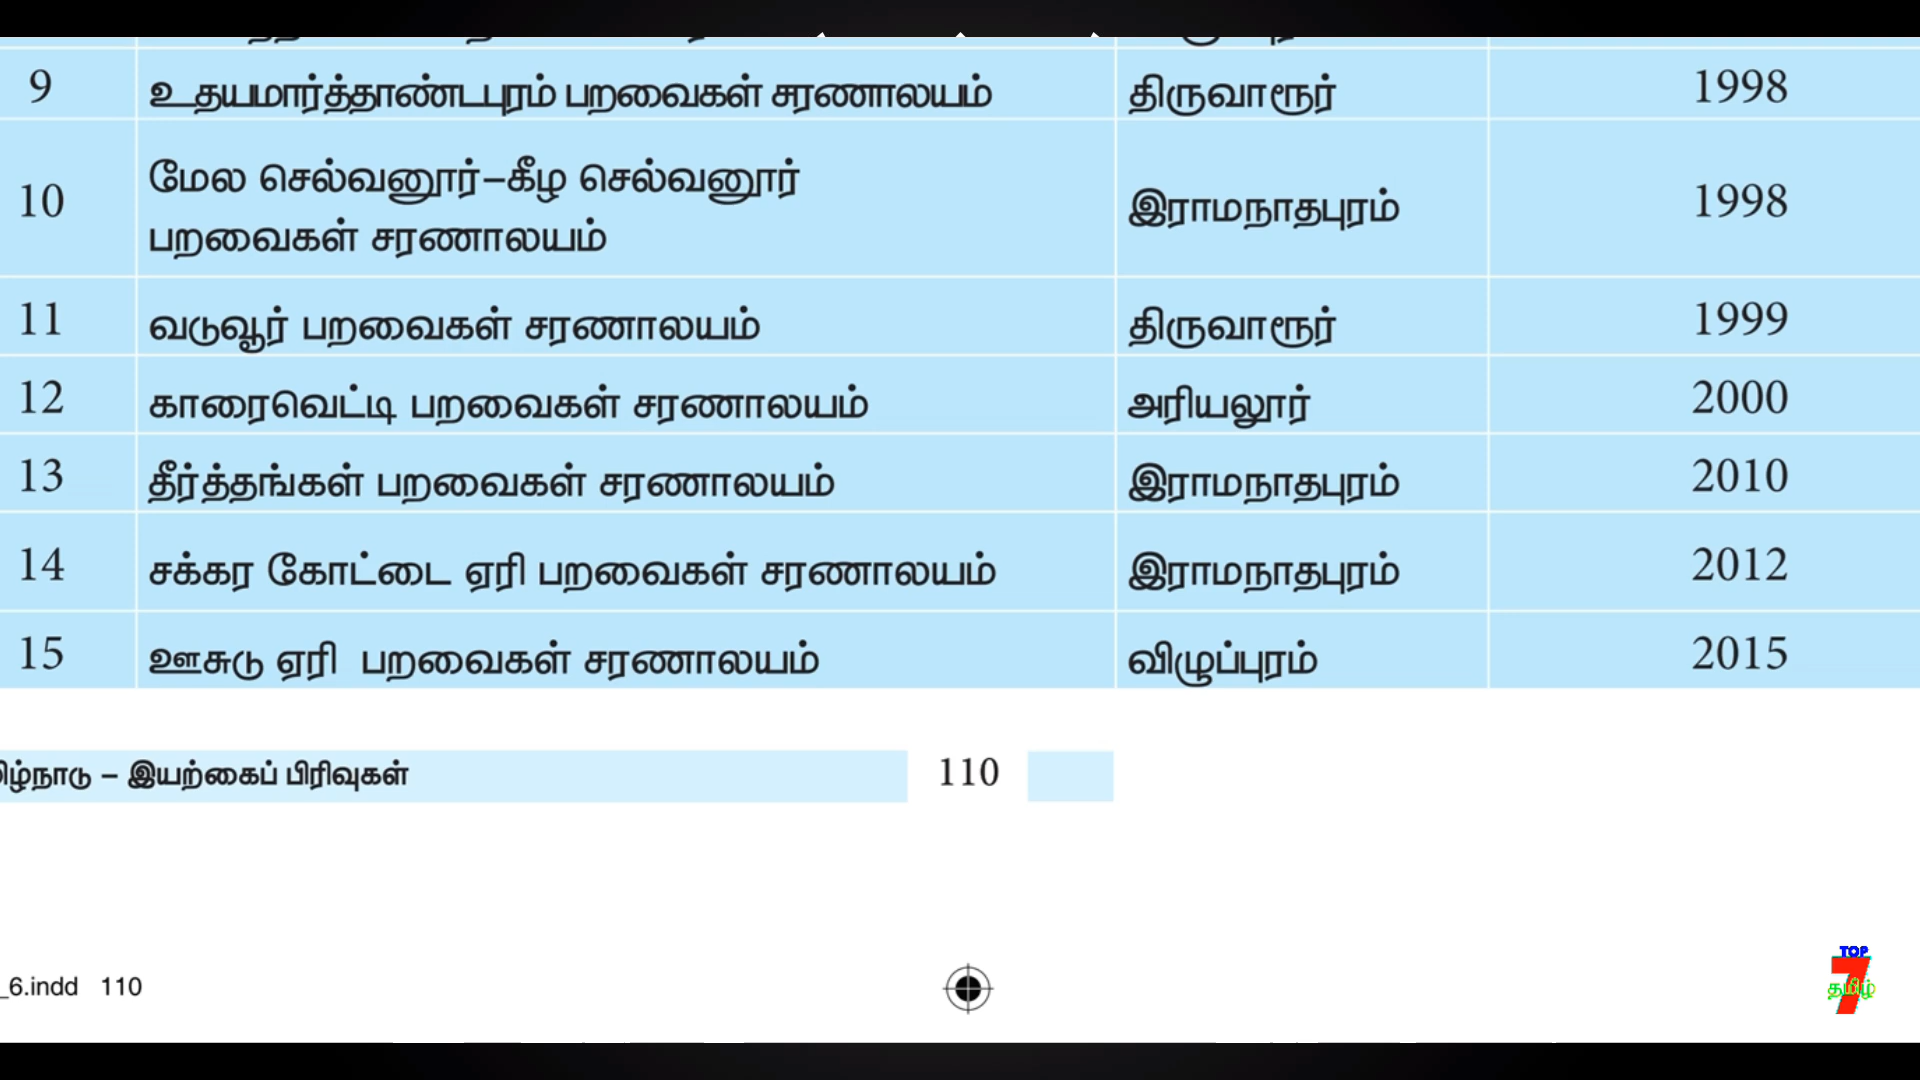 9 உதயமார்த்தாண்டபுரம் பறவைகள் சரணாலயம் திருவாரூர் 1998
10 மேல செல்வனூர்–கீழ செல்வனூர்
பறவைகள் சரணாலயம் இராமநாதபுரம் 1998
11 வடுவூர் பறவைகள் சரணாலயம் திருவாரூர் 1999
12 காரைவெட்டி பறவைகள் சரணாலயம் அரியலூர் 2000
13 தீர்த்தங்கள் பறவைகள் சரணாலயம் இராமநாதபுரம் 2010
14 சக்கர கோட்டை ஏரி பறவைகள் சரணாலயம் இராமநாதபுரம் 2012
15 ஊசுடு ஏரி பறவைகள் சரணாலயம் விழுப்புரம் 2015
ழ்நாடு – இயற்கைப் பிரிவுகள் 110
_6.indd 110
TOP
7
தமிழ்